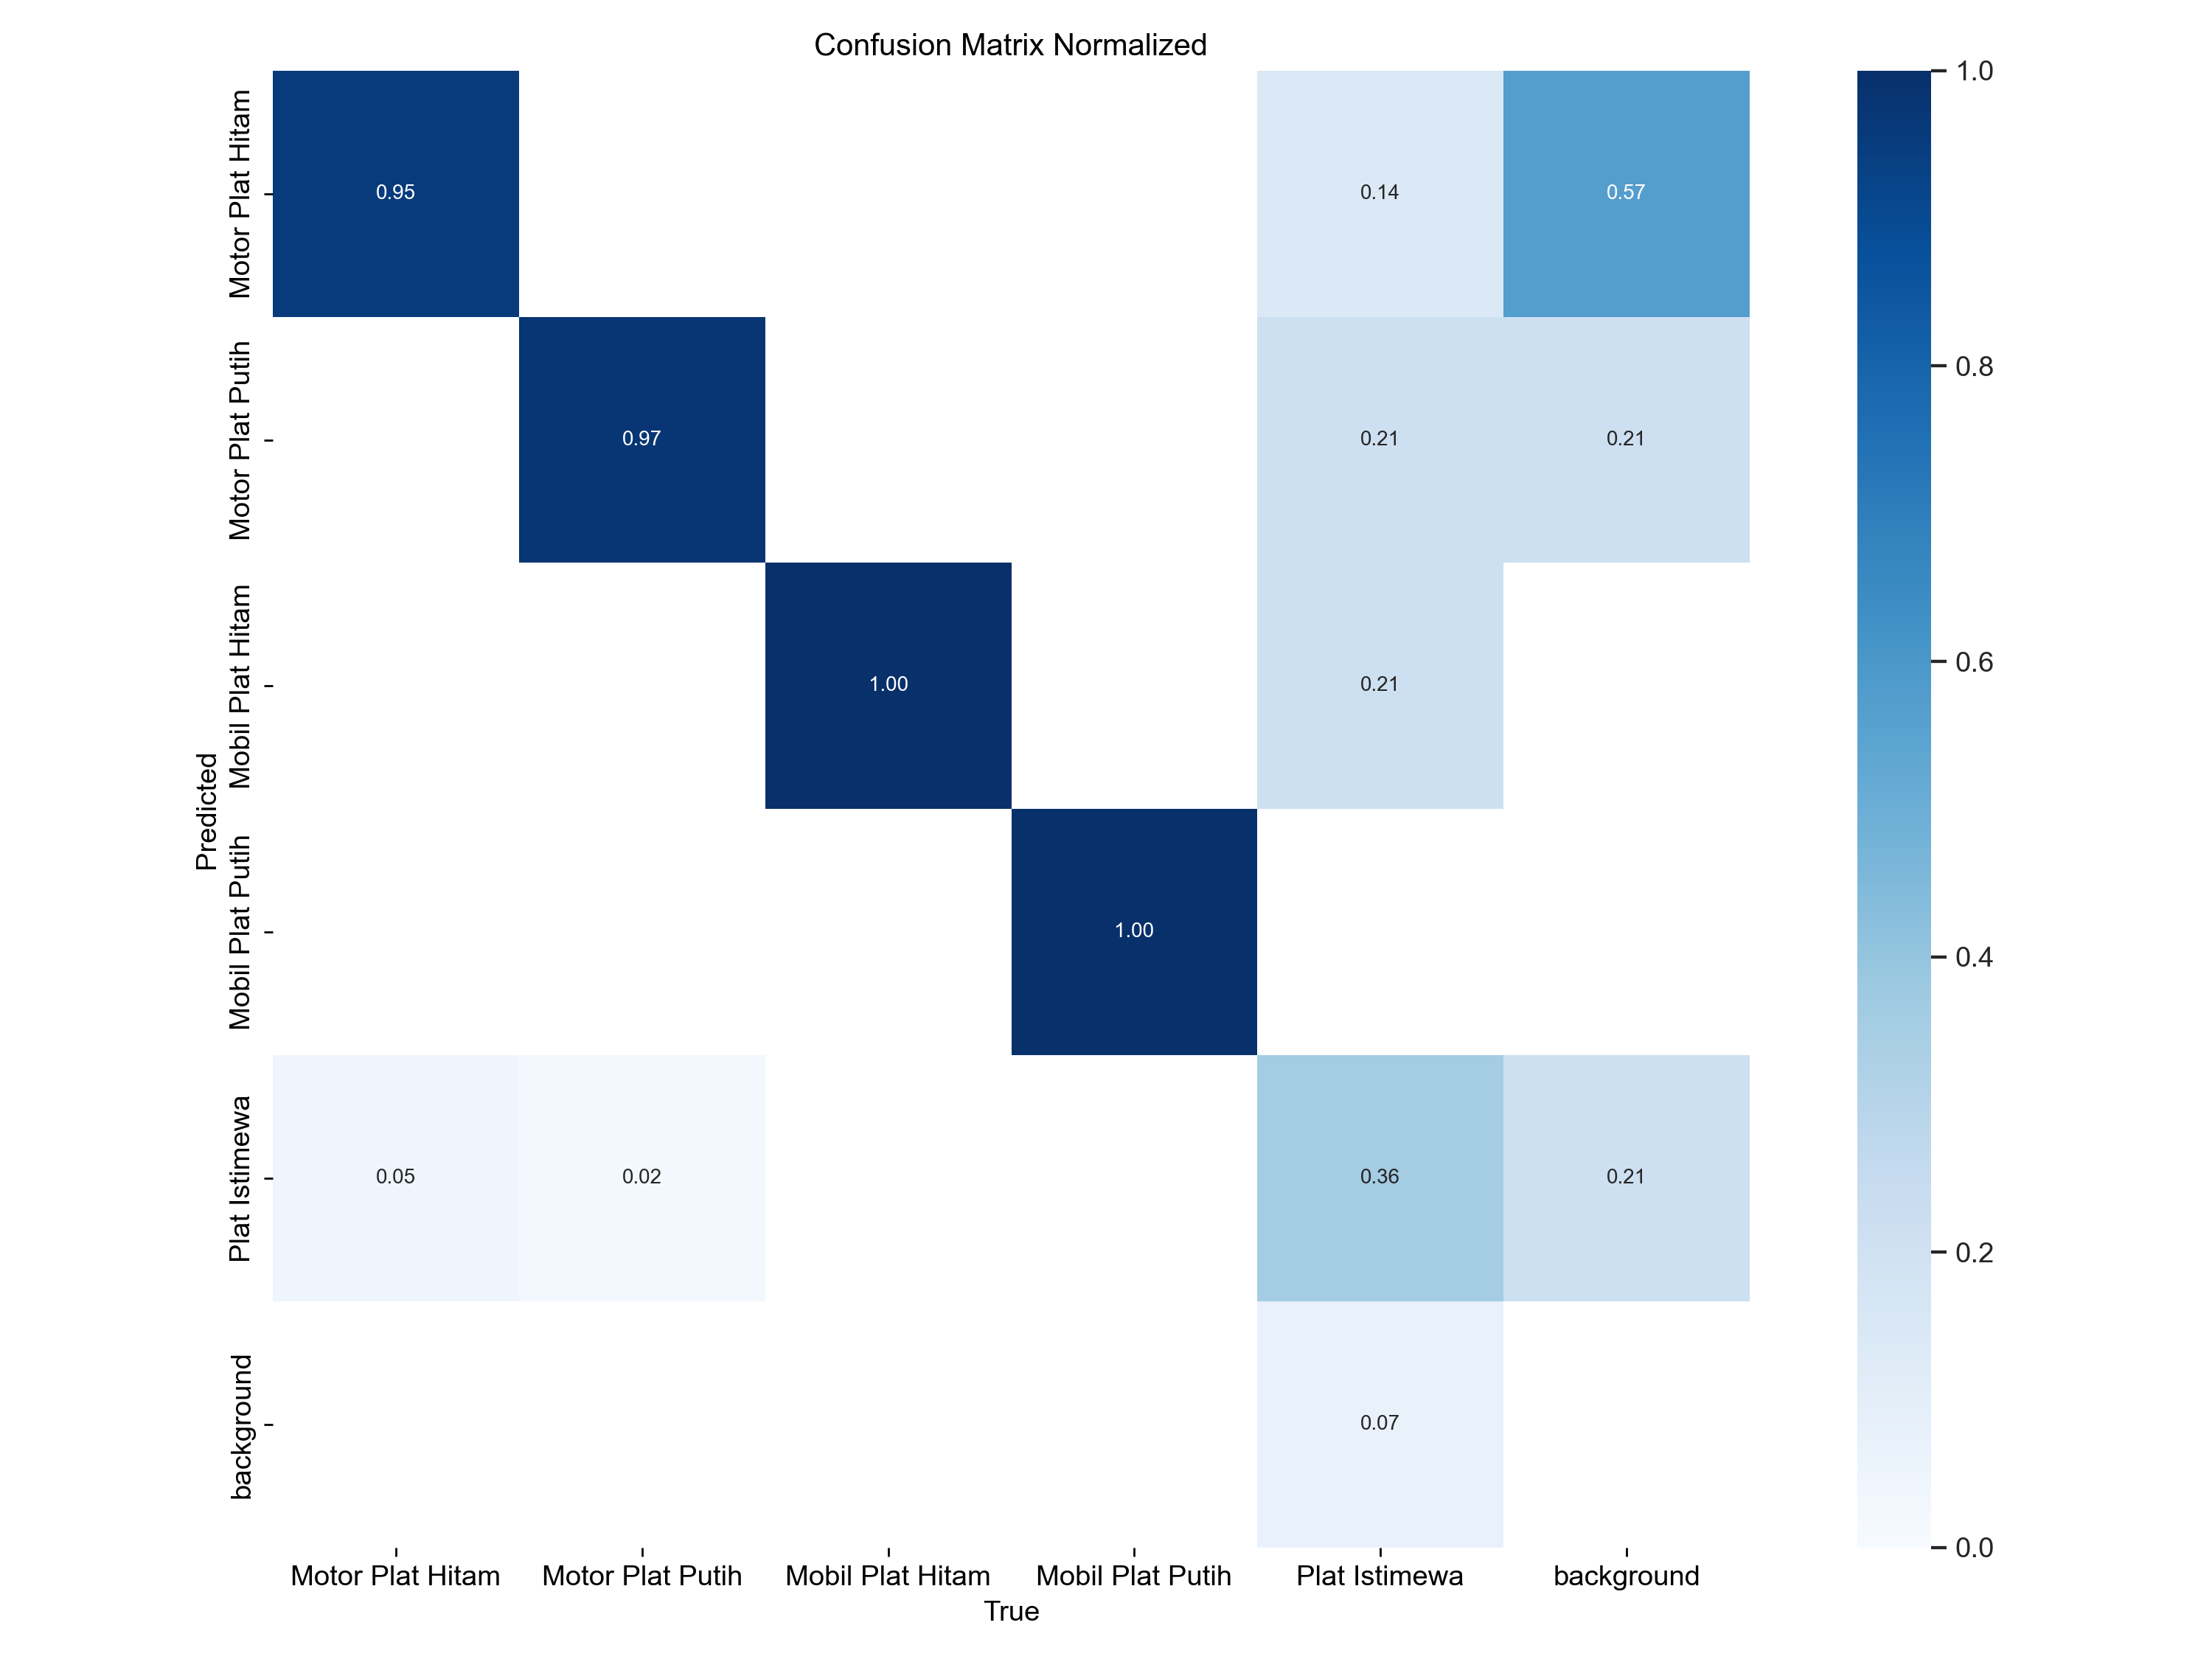 Confusion Matrix Normalized
Predicted
Motor Plat Hitam
0.95
0.14
0.57
Motor Plat Putih
0.97
0.21
0.21
Mobil Plat Hitam
1.00
0.21
Mobil Plat Putih
1.00
Plat Istimewa
0.05
0.02
0.36
0.21
background
0.07
Motor Plat Hitam
Motor Plat Putih
Mobil Plat Hitam
Mobil Plat Putih
Plat Istimewa
background
True
1.0
0.8
0.6
0.4
0.2
0.0